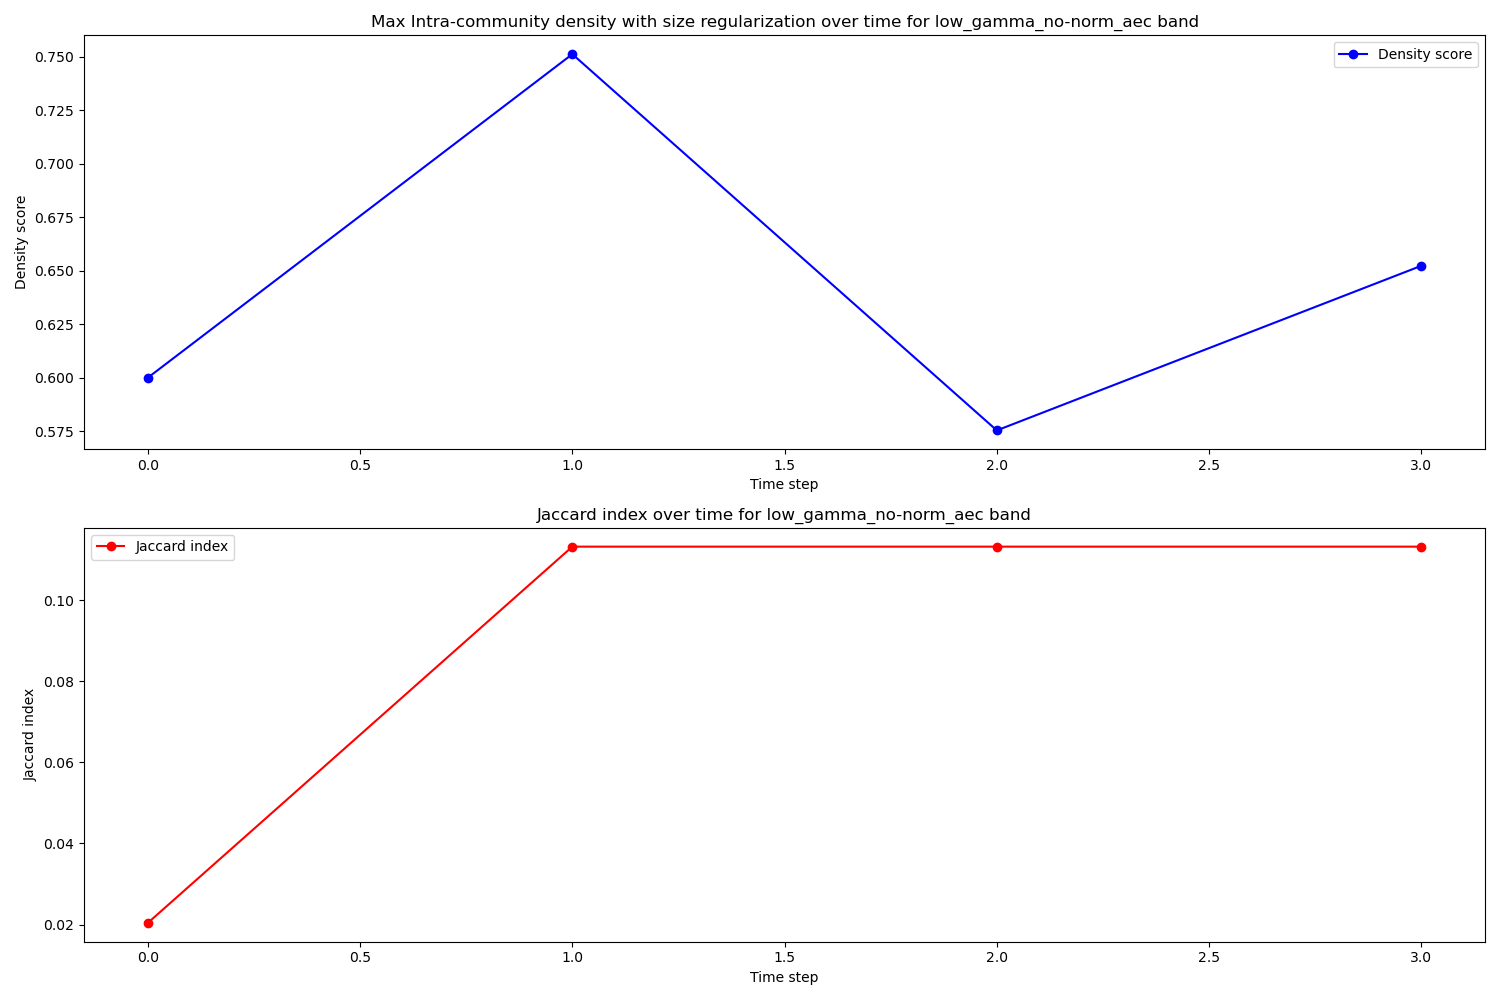 Max Intra-community density with size regularization over time for low_gamma_no-norm_aec band
Density score
0.750
0.725
0.700
0.675
0.650
0.625
0.600
0.575
Density score
0.0 0.5 1.0 1.5 2.0 2.5 3.0
Time step
Jaccard index over time for low_gamma_no-norm_aec band
Jaccard index
0.10
0.08
0.06
0.04
0.02
Jaccard index
0.0 0.5 1.0 1.5 2.0 2.5 3.0
Time step